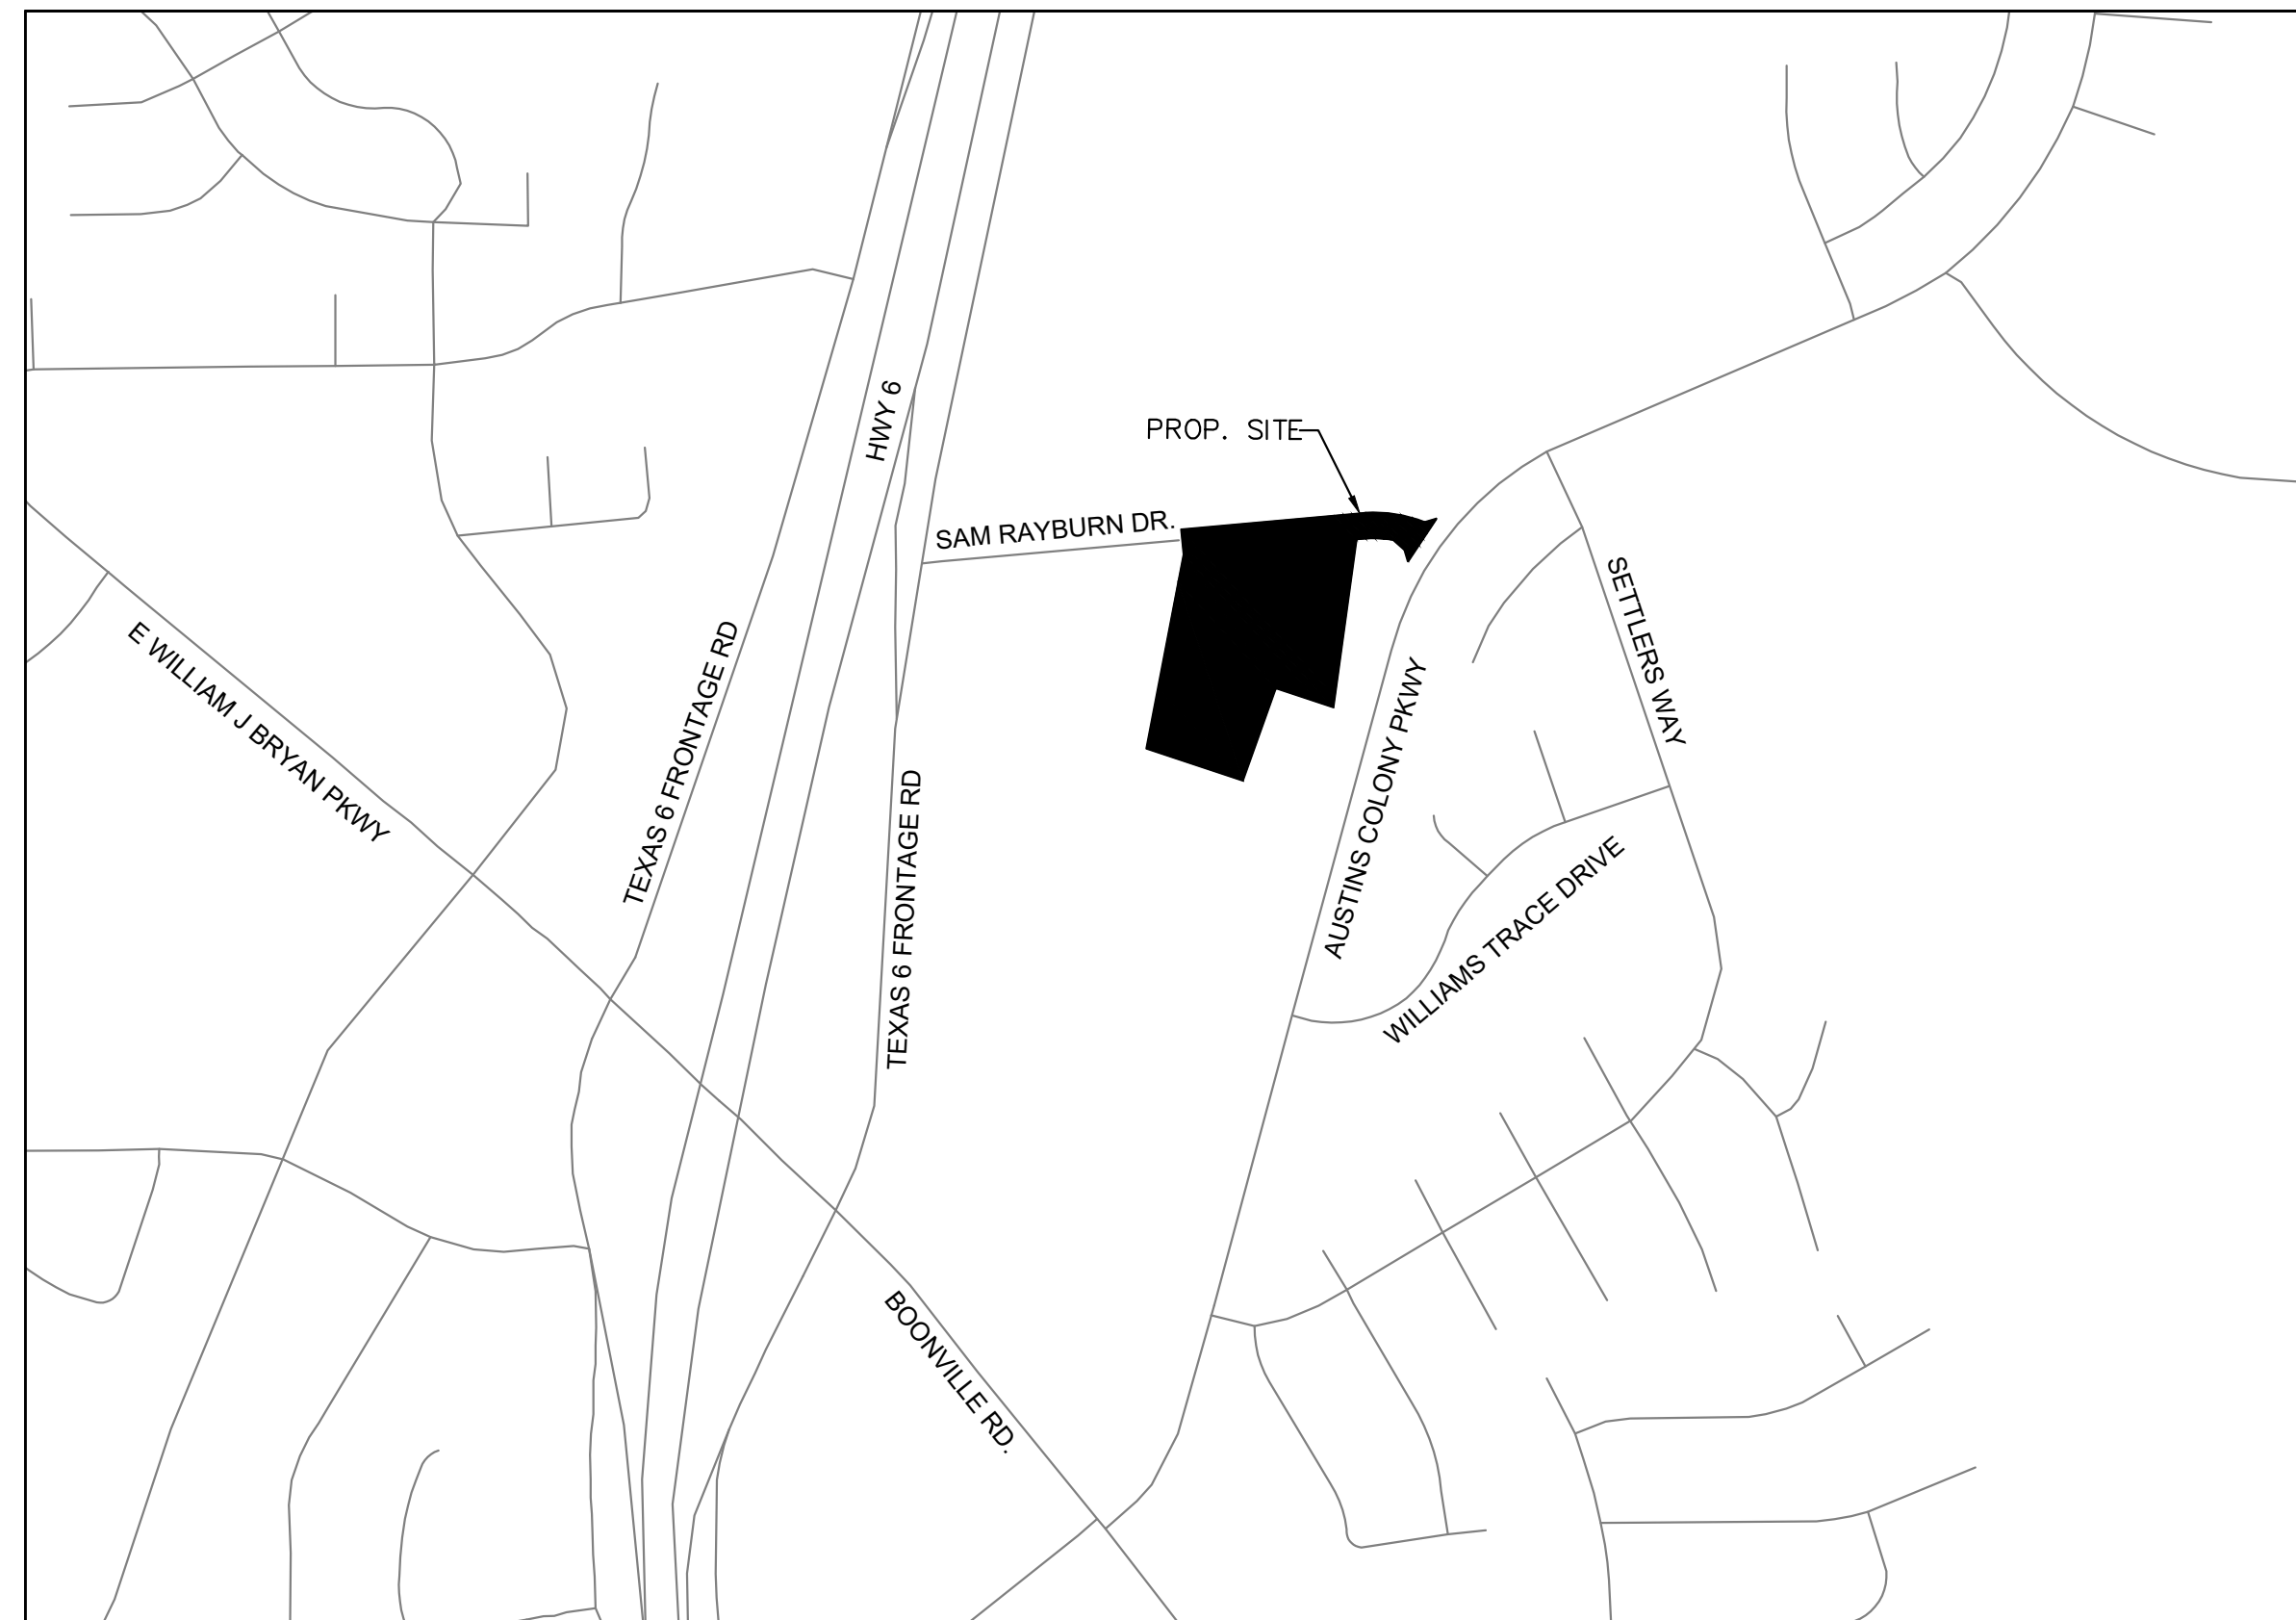 HWY 6
PROP. SITE
SAM RAYBURN DR.
SETTLERS WAY
E WILLIAM J BRYAN PKWY
TEXAS 6 FRONTAGE RD
AUSTINS COLONY PKWY
TEXAS 6 FRONTAGE RD
WILLIAMS TRACE DRIVE
BOONVILLE RD.